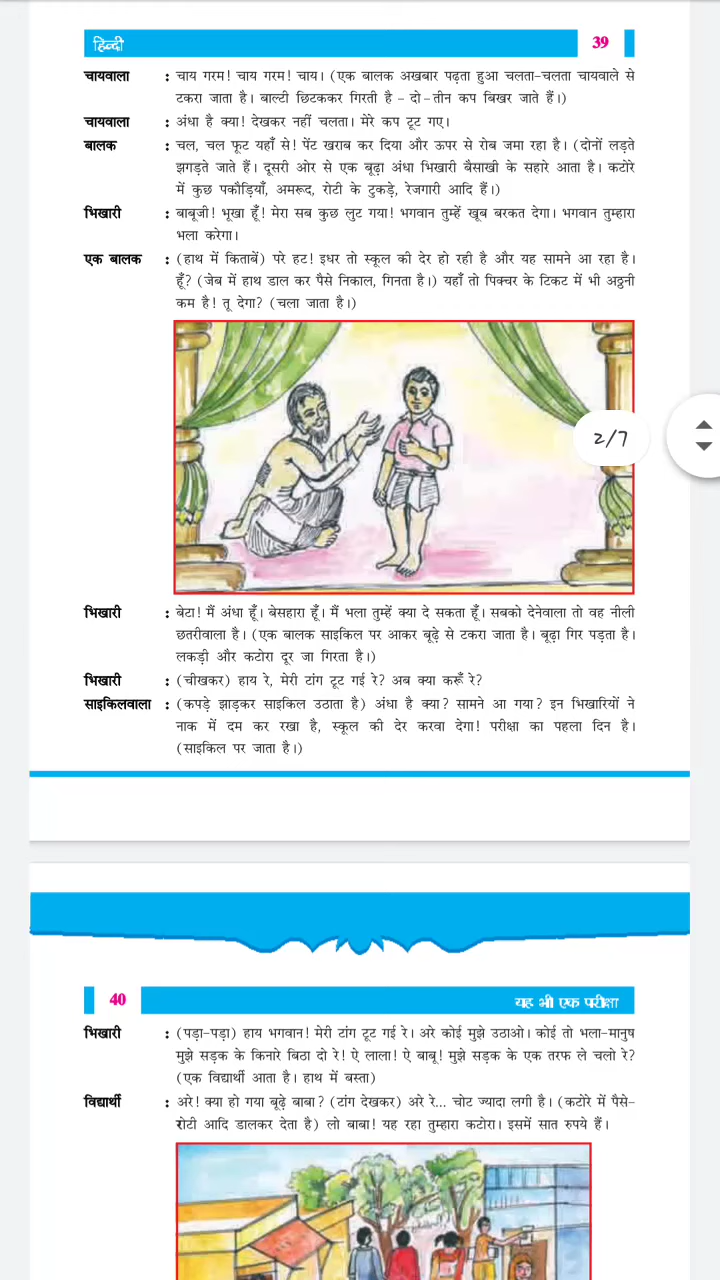 हिन्दी 39
चायवाला : चाय गरम! चाय गरम! चाय। (एक बालक अखबार पढ़ता हुआ चलता-चलता चायवाले से
टकरा जाता है। बाल्टी छिटककर गिरती है – दो-तीन कप बिखर जाते हैं।)
चायवाला : अंधा है क्या! देखकर नहीं चलता। मेरे कप टूट गए।
बालक : चल, चल फूट यहाँ से! पेंट खराब कर दिया और ऊपर से रोब जमा रहा है। (दोनों लड़ते
झगड़ते जाते हैं। दूसरी ओर से एक बूढ़ा अंधा भिखारी बैसाखी के सहारे आता है। कटोरे
में कुछ पकौड़ियाँ, अमरूद, रोटी के टुकड़े, रेजगारी आदि हैं।)
भिखारी : बाबूजी! भूखा हूँ! मेरा सब कुछ लुट गया! भगवान तुम्हें खूब बरकत देगा। भगवान तुम्हारा
भला करेगा।
एक बालक : (हाथ में किताबें) परे हट! इधर तो स्कूल की देर हो रही है और यह सामने आ रहा है।
हूँ? (जेब में हाथ डाल कर पैसे निकाल, गिनता है।) यहाँ तो पिक्चर के टिकट में भी अठ्ठनी
कम है! तू देगा? (चला जाता है।)
2/7
भिखारी : बेटा! मैं अंधा हूँ। बेसहारा हूँ। मैं भला तुम्हें क्या दे सकता हूँ। सबको देनेवाला तो वह नीली
छतरीवाला है। (एक बालक साइकिल पर आकर बूढ़े से टकरा जाता है। बूढ़ा गिर पड़ता है।
लकड़ी और कटोरा दूर जा गिरता है।)
भिखारी : (चीखकर) हाय रे, मेरी टांग टूट गई रे? अब क्या करूँ रे?
साइकिलवाला : (कपड़े झाड़कर साइकिल उठाता है) अंधा है क्या? सामने आ गया? इन भिखारियों ने
नाक में दम कर रखा है, स्कूल की देर करवा देगा! परीक्षा का पहला दिन है।
(साइकिल पर जाता है।)
40 यह भी एक परीक्षा
भिखारी : (पड़ा-पड़ा) हाय भगवान! मेरी टांग टूट गई रे। अरे कोई मुझे उठाओ। कोई तो भला-मानुष
मुझे सड़क के किनारे बिठा दो रे! ऐ लाला! ऐ बाबू! मुझे सड़क के एक तरफ ले चलो रे?
(एक विद्यार्थी आता है। हाथ में बस्ता)
विद्यार्थी : अरे! क्या हो गया बूढ़े बाबा? (टांग देखकर) अरे रे... चोट ज्यादा लगी है। (कटोरे में पैसे-
रोटी आदि डालकर देता है) लो बाबा! यह रहा तुम्हारा कटोरा। इसमें सात रुपये हैं।